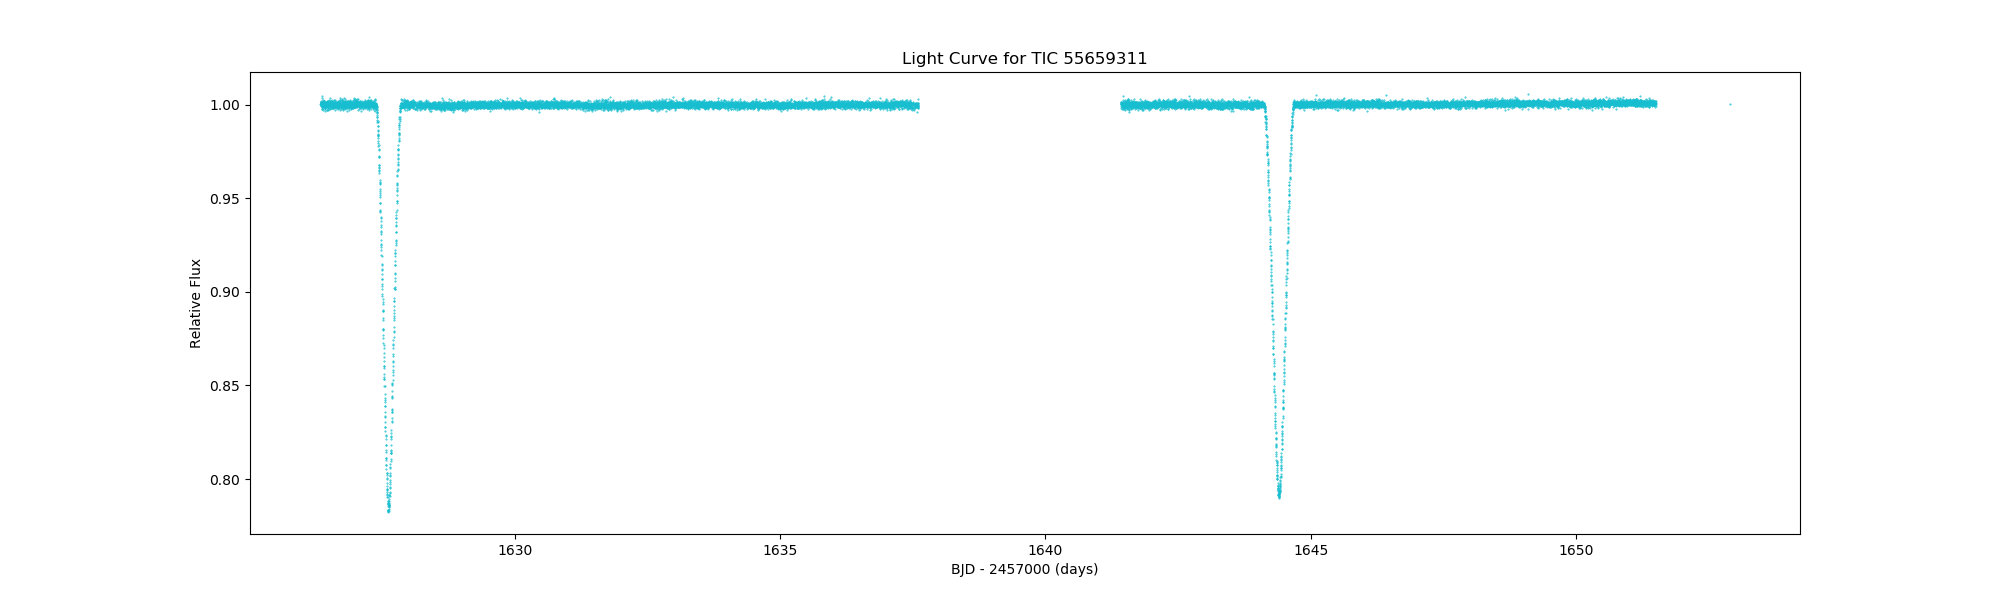 Light Curve for TIC 55659311
Relative Flux
1.00
0.95
0.90
0.85
0.80
1630 1635 1640 1645 1650
BJD - 2457000 (days)